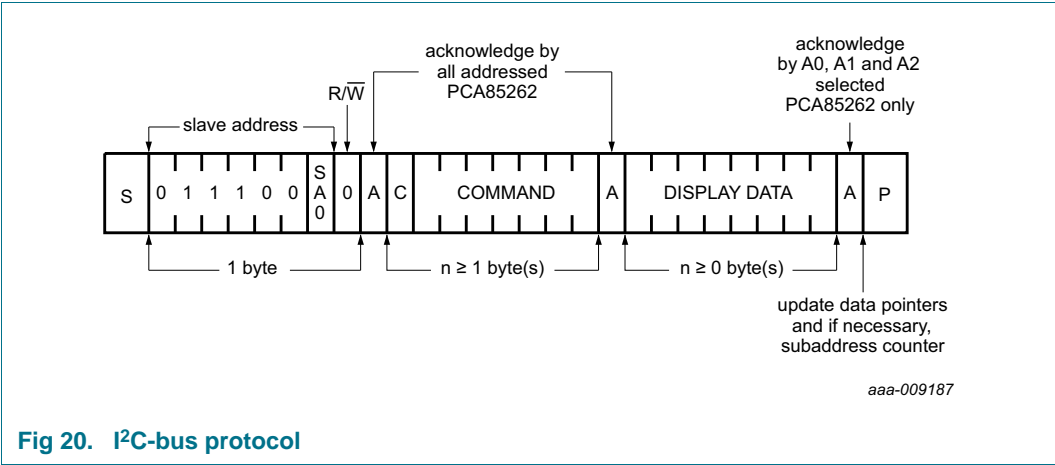 acknowledge by
all addressed
PCA85262
acknowledge
by A0, A1 and A2
selected
PCA85262 only
R/W̅
slave address
S 0 1 1 1 0 0 SA0 0 A C COMMAND A DISPLAY DATA A P
1 byte
n ≥ 1 byte(s)
n ≥ 0 byte(s)
update data pointers
and if necessary,
subaddress counter
aaa-009187
Fig 20. I²C-bus protocol